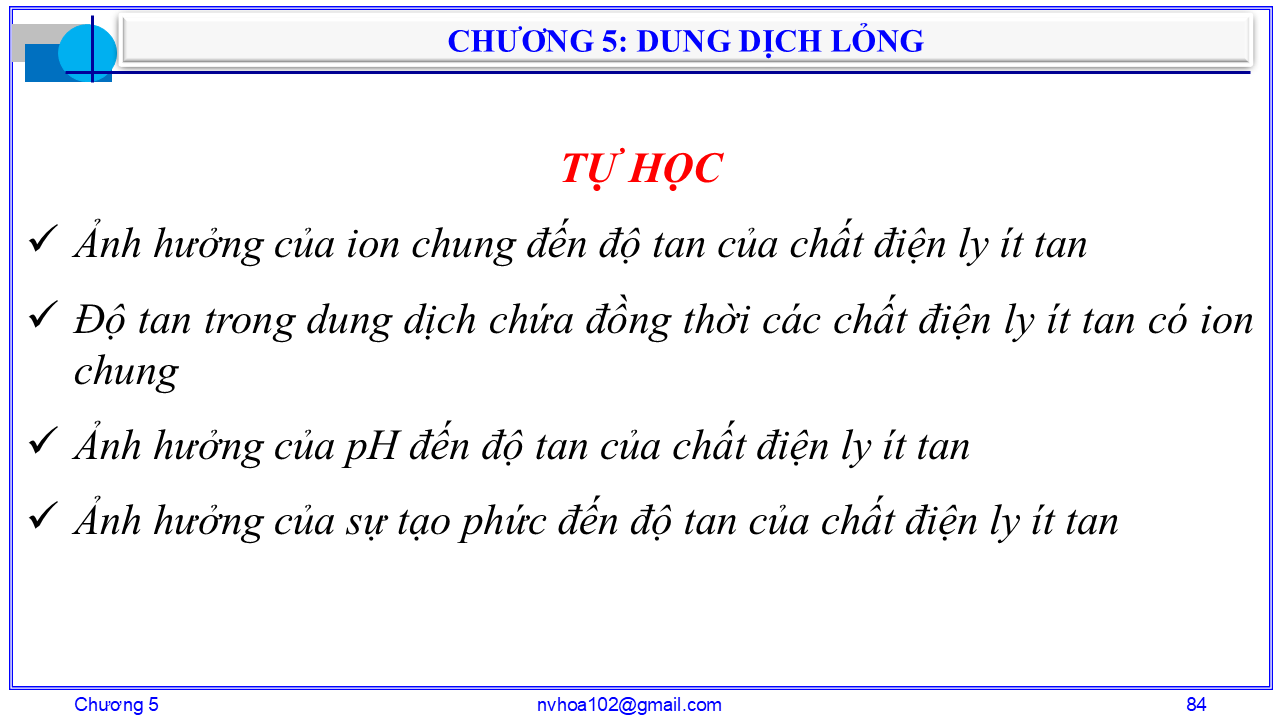 CHƯƠNG 5: DUNG DỊCH LỎNG
TỰ HỌC
✓ Ảnh hưởng của ion chung đến độ tan của chất điện ly ít tan
✓ Độ tan trong dung dịch chứa đồng thời các chất điện ly ít tan có ion
chung
✓ Ảnh hưởng của pH đến độ tan của chất điện ly ít tan
✓ Ảnh hưởng của sự tạo phức đến độ tan của chất điện ly ít tan
Chương 5 nvhoa102@gmail.com 84